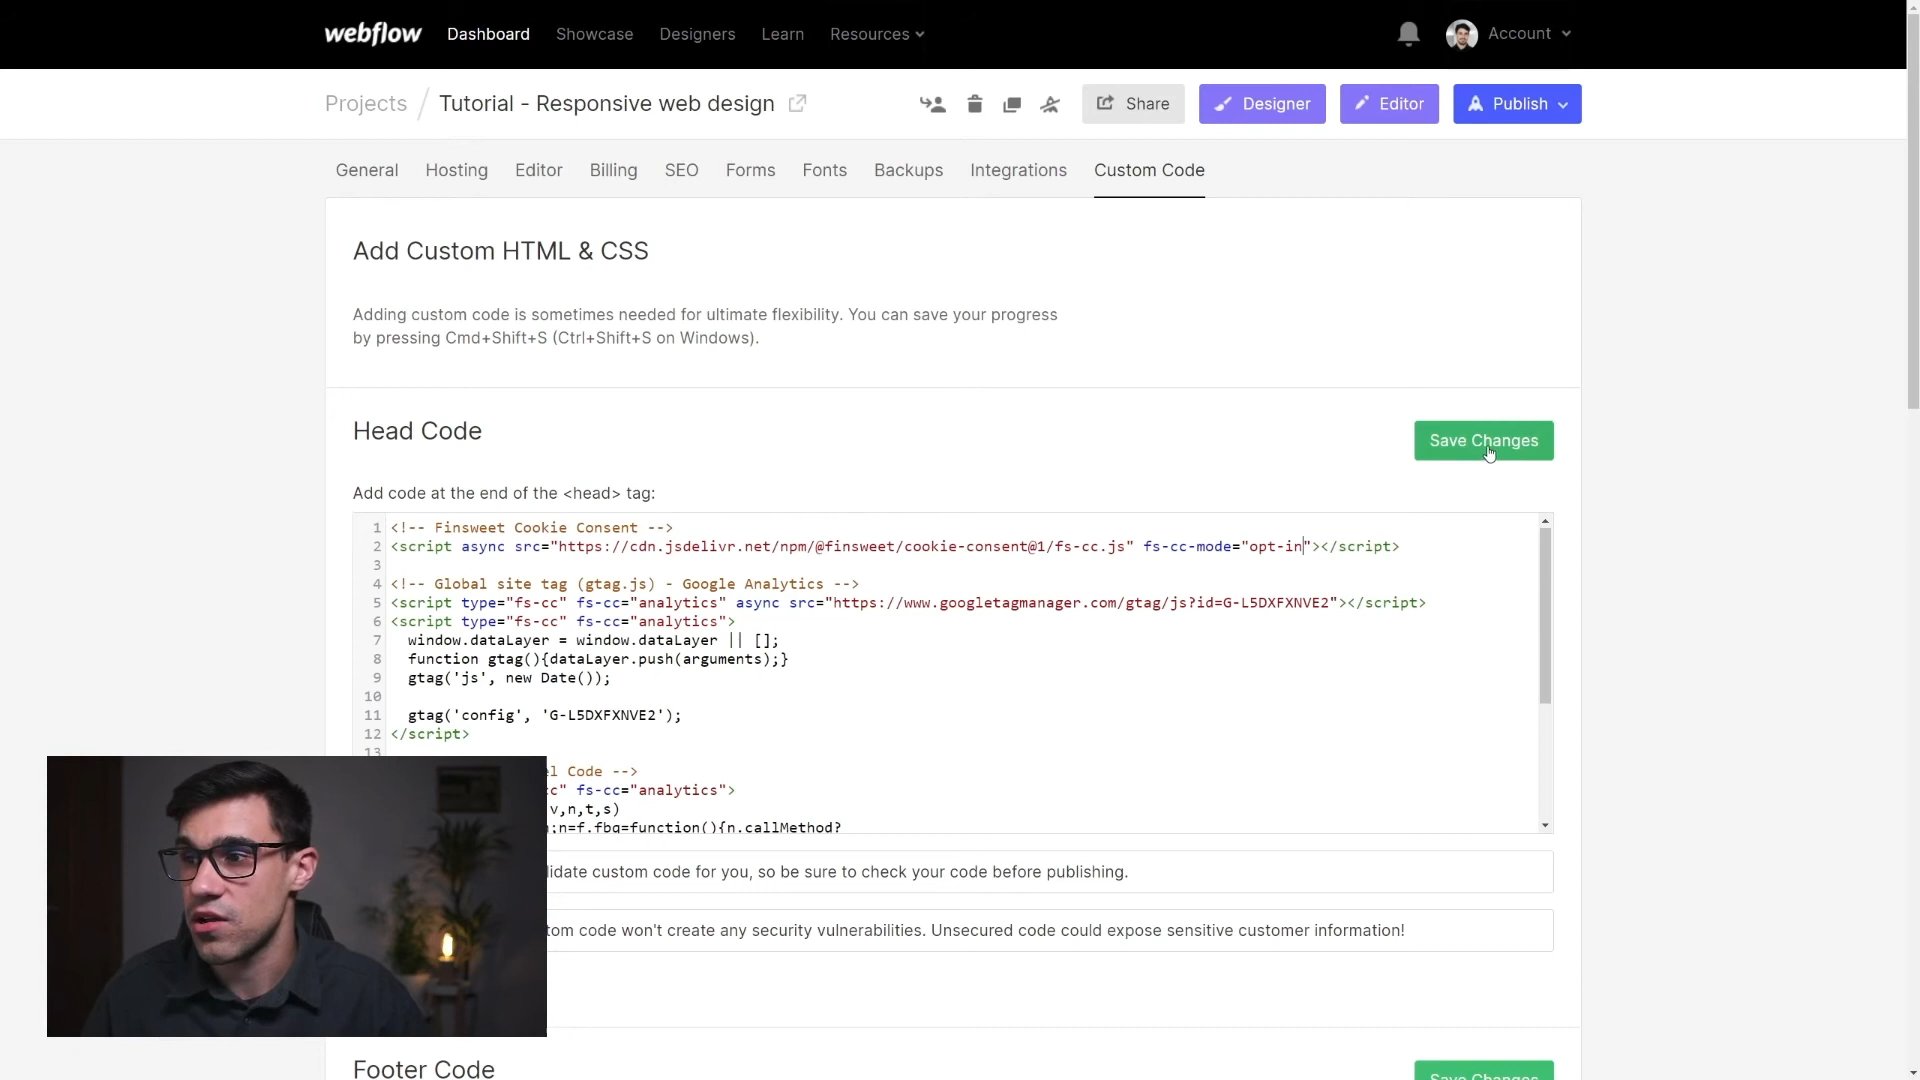 webflow Dashboard Showcase Designers Learn Resources Account
Projects / Tutorial - Responsive web design Share Designer Editor Publish
General Hosting Editor Billing SEO Forms Fonts Backups Integrations Custom Code
Add Custom HTML & CSS
Adding custom code is sometimes needed for ultimate flexibility. You can save your progress
by pressing Cmd+Shift+S (Ctrl+Shift+S on Windows).
Head Code
Save Changes
Add code at the end of the <head> tag:
1 <!-- Finsweet Cookie Consent -->
2 <script async src="https://cdn.jsdelivr.net/npm/@finsweet/cookie-consent@1/fs-cc.js" fs-cc-mode="opt-in"></script>
3
4 <!-- Global site tag (gtag.js) - Google Analytics -->
5 <script type="fs-cc" fs-cc="analytics" async src="https://www.googletagmanager.com/gtag/js?id=G-L5DXFXNVE2"></script>
6 <script type="fs-cc" fs-cc="analytics">
7 window.dataLayer = window.dataLayer || [];
8 function gtag(){dataLayer.push(arguments);}
9 gtag('js', new Date());
10
11 gtag('config', 'G-L5DXFXNVE2');
12 </script>
13
l Code -->
" fs-cc="analytics">
v,n,t,s)
;n=f.fbq=function(){n.callMethod?
lidate custom code for you, so be sure to check your code before publishing.
tom code won't create any security vulnerabilities. Unsecured code could expose sensitive customer information!
Footer Code
Save Changes